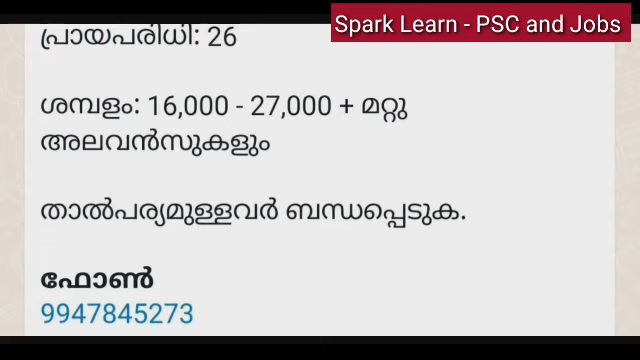 Spark Learn - PSC and Jobs
പ്രായപരിധി: 26
ശമ്പളം: 16,000 - 27,000 + മറ്റു
അലവൻസുകളും
താൽപര്യമുള്ളവർ ബന്ധപ്പെടുക.
ഫോൺ
9947845273